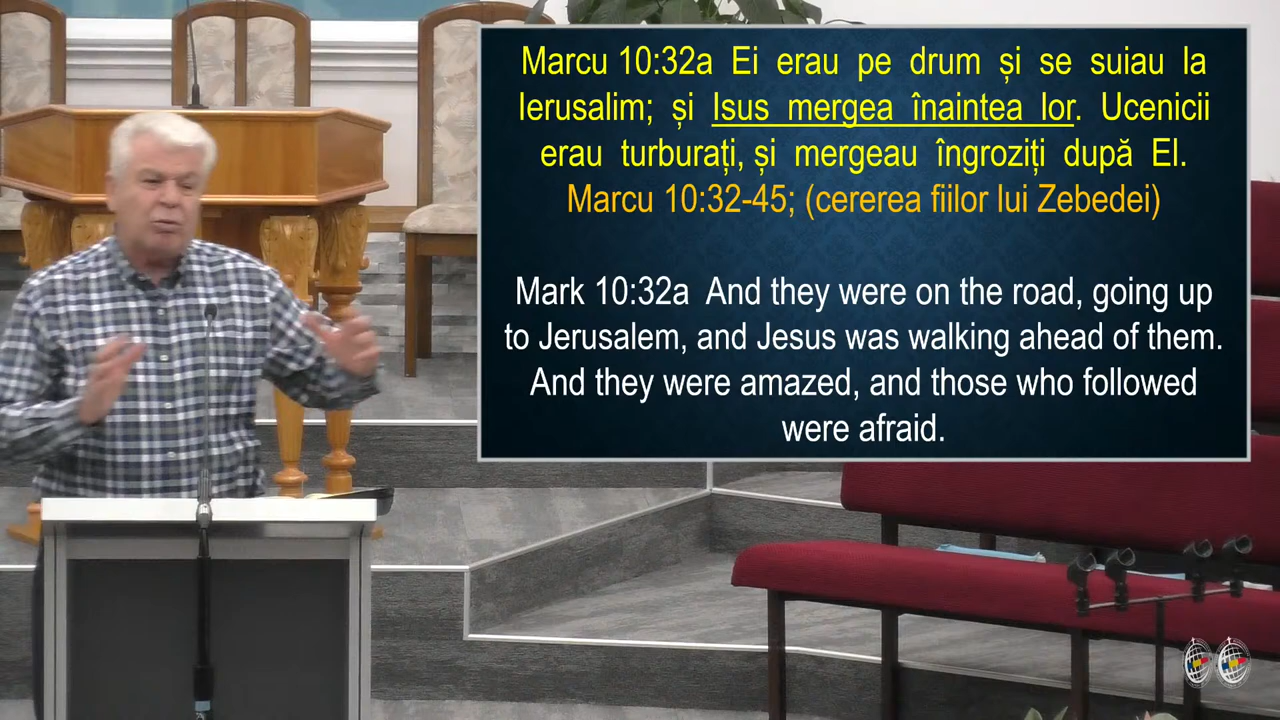 Marcu 10:32a Ei erau pe drum și se suiau la
Ierusalim; și Isus mergea înaintea lor. Ucenicii
erau turburați, și mergeau îngroziți după El.
Marcu 10:32-45; (cererea fiilor lui Zebedei)
Mark 10:32a And they were on the road, going up
to Jerusalem, and Jesus was walking ahead of them.
And they were amazed, and those who followed
were afraid.